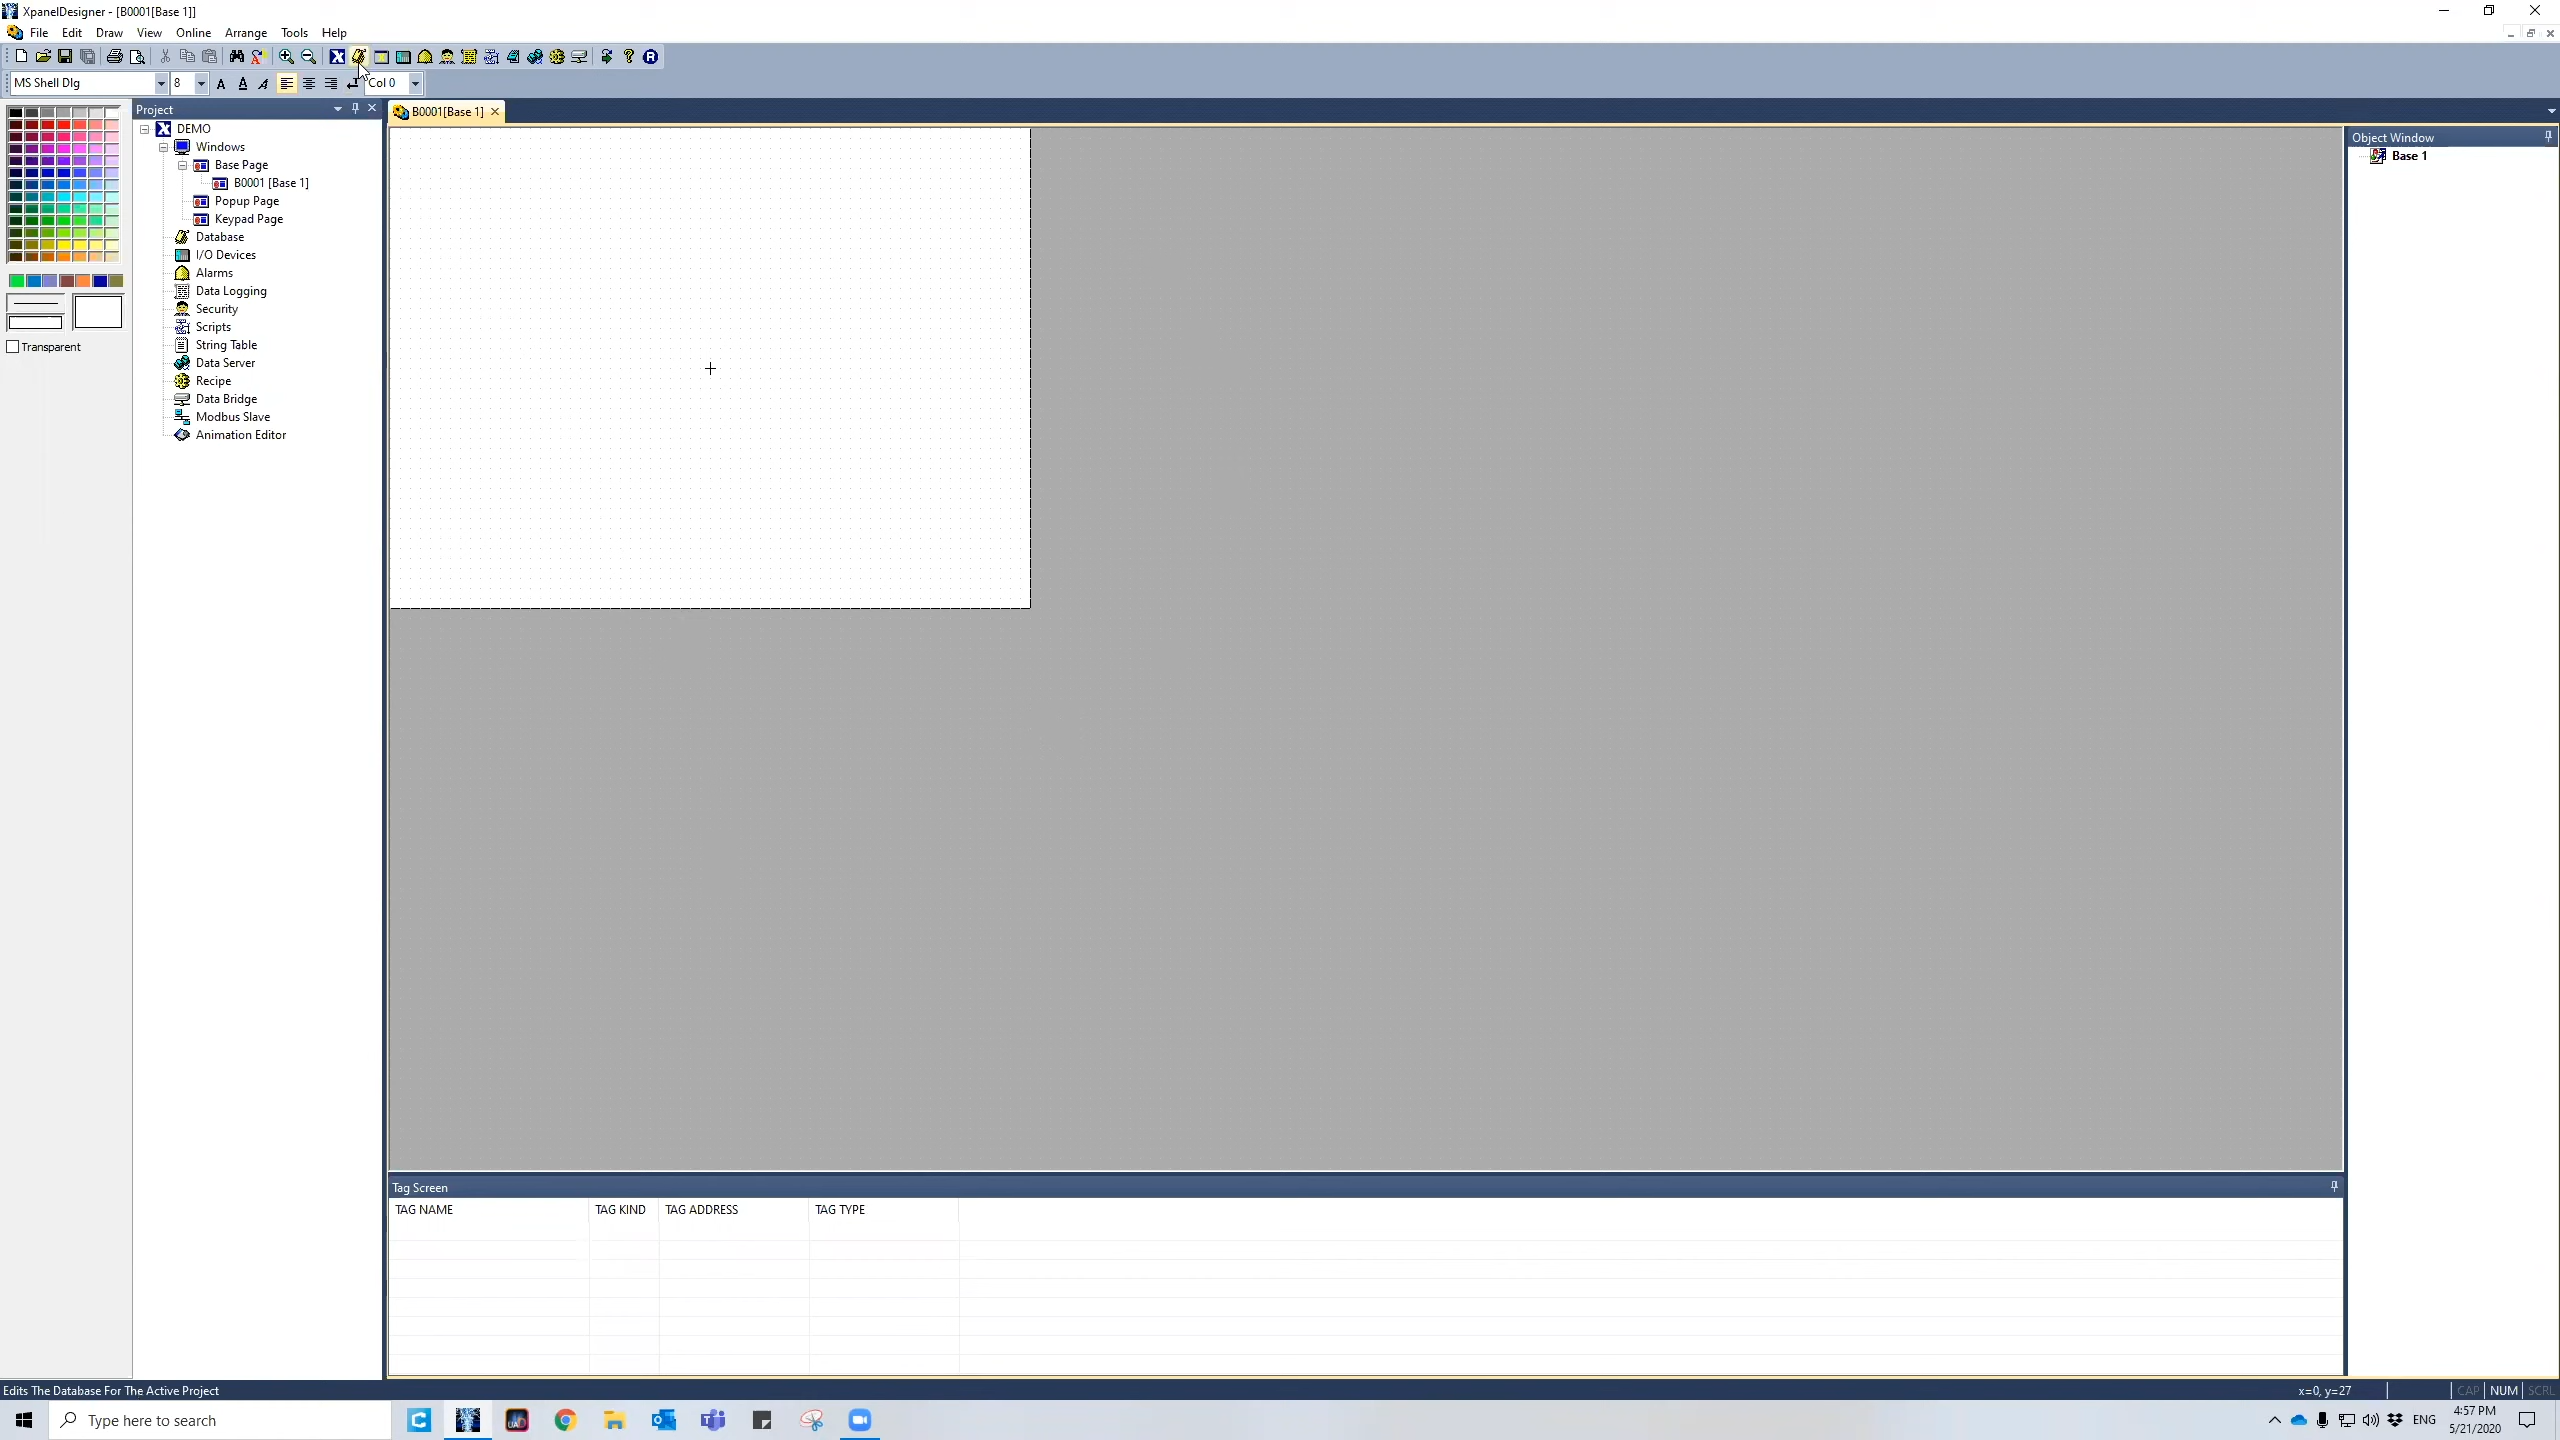 XpanelDesigner - [B0001[Base 1]]
File Edit Draw View Online Arrange Tools Help
MS Shell Dlg 8 A A A Col 0
Project
B0001[Base 1]
DEMO
Windows
Base Page
B0001 [Base 1]
Popup Page
Keypad Page
Database
I/O Devices
Alarms
Data Logging
Security
Scripts
String Table
Data Server
Recipe
Data Bridge
Modbus Slave
Animation Editor
Transparent
Object Window
Base 1
Tag Screen
TAG NAME TAG KIND TAG ADDRESS TAG TYPE
Edits The Database For The Active Project
x=0, y=27 CAP NUM SCRL
Type here to search
ENG
4:57 PM
5/21/2020